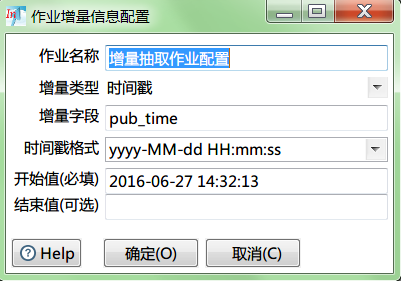 作业增量信息配置
作业名称 增量抽取作业配置
增量类型 时间戳
增量字段 pub_time
时间戳格式 yyyy-MM-dd HH:mm:ss
开始值(必填) 2016-06-27 14:32:13
结束值(可选)
Help 确定(O) 取消(C)